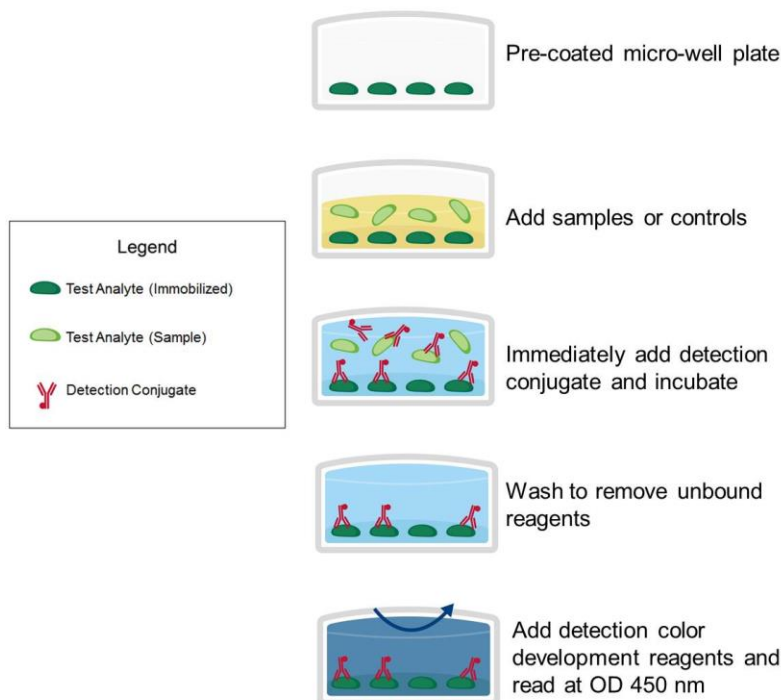 Pre-coated micro-well plate
Add samples or controls
Legend
Test Analyte (Immobilized)
Test Analyte (Sample)
Detection Conjugate
Immediately add detection
conjugate and incubate
Wash to remove unbound
reagents
Add detection color
development reagents and
read at OD 450 nm